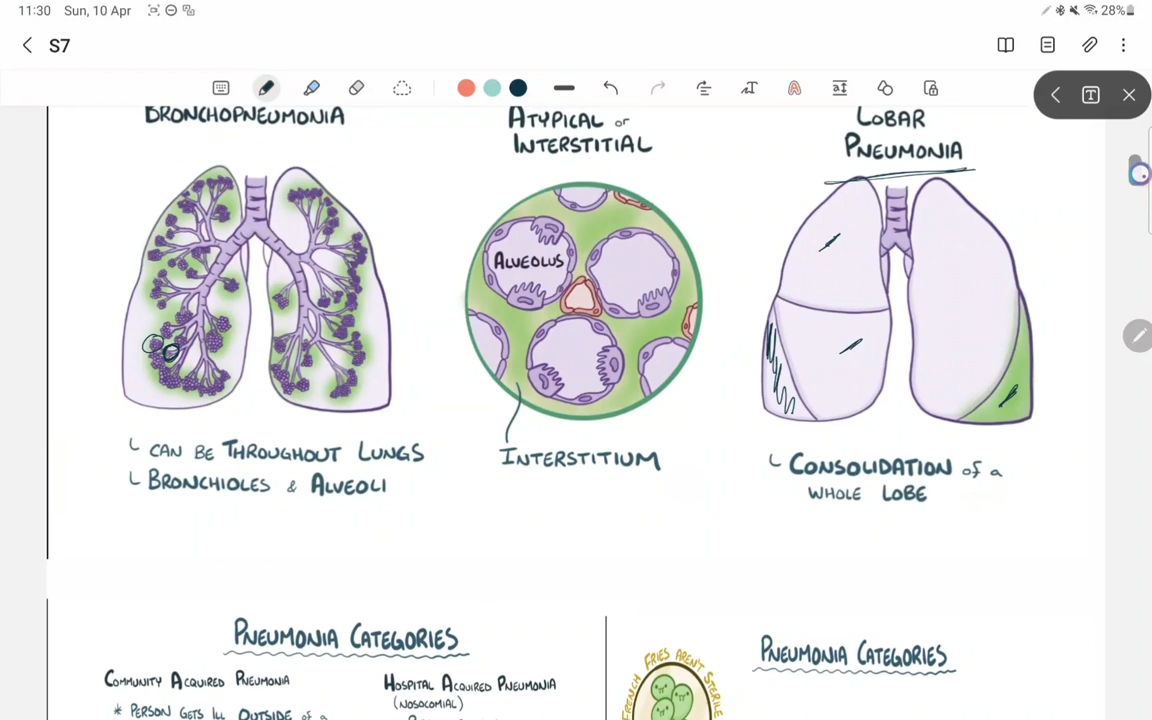 11:30 Sun, 10 Apr
28%
S7
BRONCHOPNEUMONIA
ATYPICAL or
INTERSTITIAL
LOBAR
PNEUMONIA
ALVEOLUS
INTERSTITIUM
CAN BE THROUGHOUT LUNGS
BRONCHIOLES & ALVEOLI
CONSOLIDATION of a
WHOLE LOBE
PNEUMONIA CATEGORIES
COMMUNITY ACQUIRED PNEUMONIA
* PERSON GETS ILL OUTSIDE of a
HOSPITAL ACQUIRED PNEUMONIA
(NOSOCOMIAL)
FRENCH FRIES AREN'T STERILE
PNEUMONIA CATEGORIES